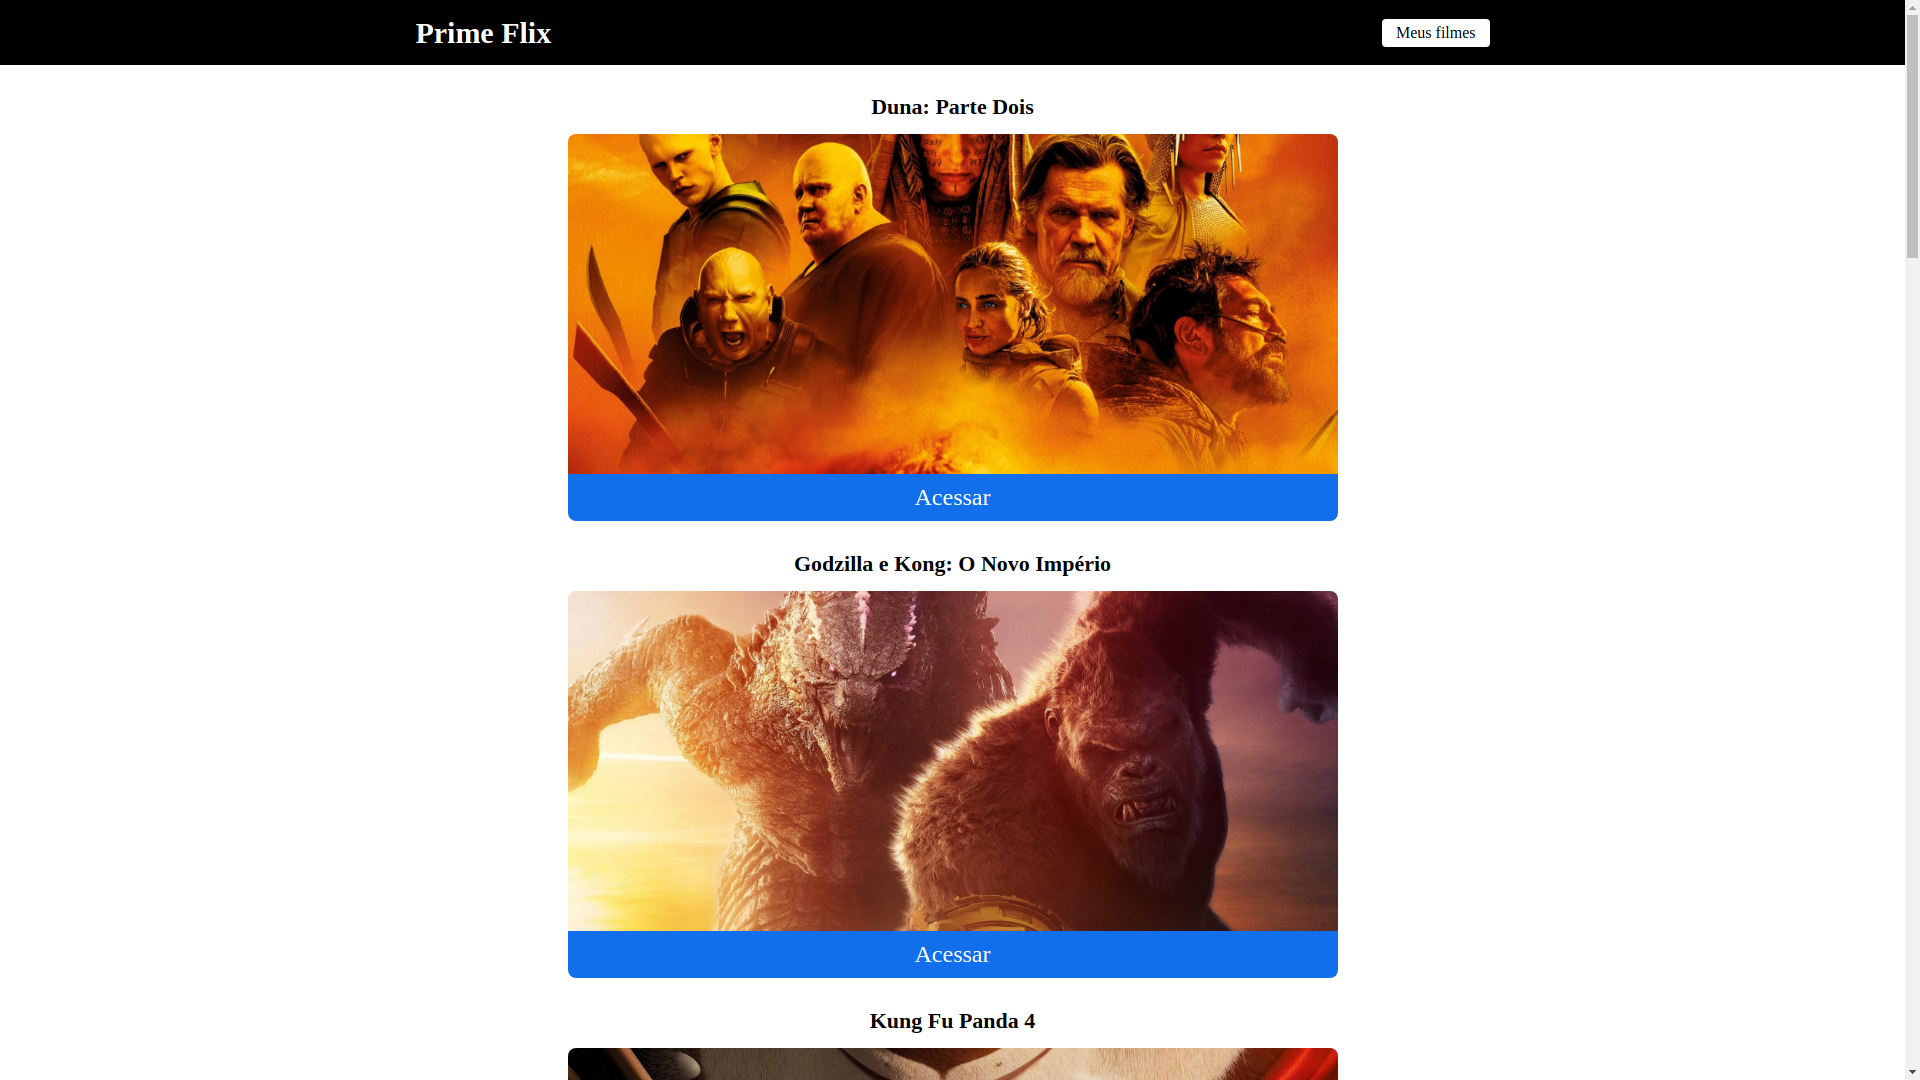 Prime Flix
Meus filmes
Duna: Parte Dois
Acessar
Godzilla e Kong: O Novo Império
Acessar
Kung Fu Panda 4